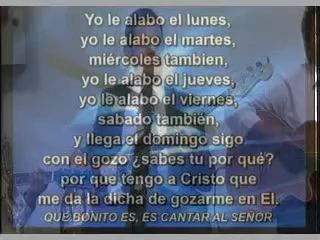 Yo le alabo el lunes,
yo le alabo el martes,
miércoles tambien,
yo le alabo el jueves,
yo le alabo el viernes,
sabado también,
y llega el domingo sigo
con el gozo ¿sabes tu por qué?
por que tengo a Cristo que
me da la dicha de gozarme en El.
QUE BONITO ES, ES CANTAR AL SEÑOR